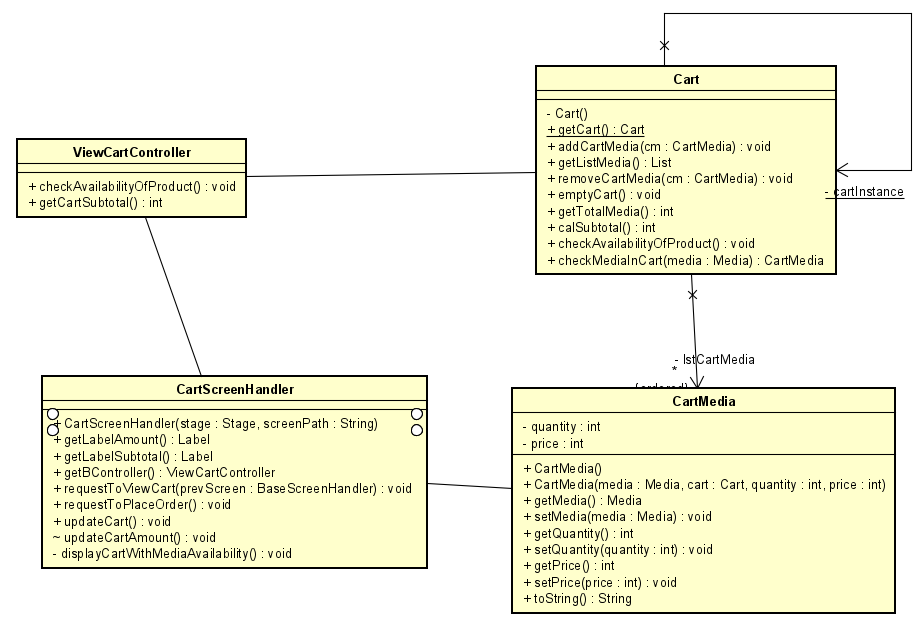 Cart
- Cart()
+ getCart() : Cart
+ addCartMedia(cm : CartMedia) : void
+ getListMedia() : List
+ removeCartMedia(cm : CartMedia) : void
+ emptyCart() : void
+ getTotalMedia() : int
+ calSubtotal() : int
+ checkAvailabilityOfProduct() : void
+ checkMediaInCart(media : Media) : CartMedia
- cartInstance
ViewCartController
+ checkAvailabilityOfProduct() : void
+ getCartSubtotal() : int
- lstCartMedia
*
{ordered}
CartScreenHandler
+ CartScreenHandler(stage : Stage, screenPath : String)
+ getLabelAmount() : Label
+ getLabelSubtotal() : Label
+ getBController() : ViewCartController
+ requestToViewCart(prevScreen : BaseScreenHandler) : void
+ requestToPlaceOrder() : void
+ updateCart() : void
~ updateCartAmount() : void
- displayCartWithMediaAvailability() : void
CartMedia
- quantity : int
- price : int
+ CartMedia()
+ CartMedia(media : Media, cart : Cart, quantity : int, price : int)
+ getMedia() : Media
+ setMedia(media : Media) : void
+ getQuantity() : int
+ setQuantity(quantity : int) : void
+ getPrice() : int
+ setPrice(price : int) : void
+ toString() : String